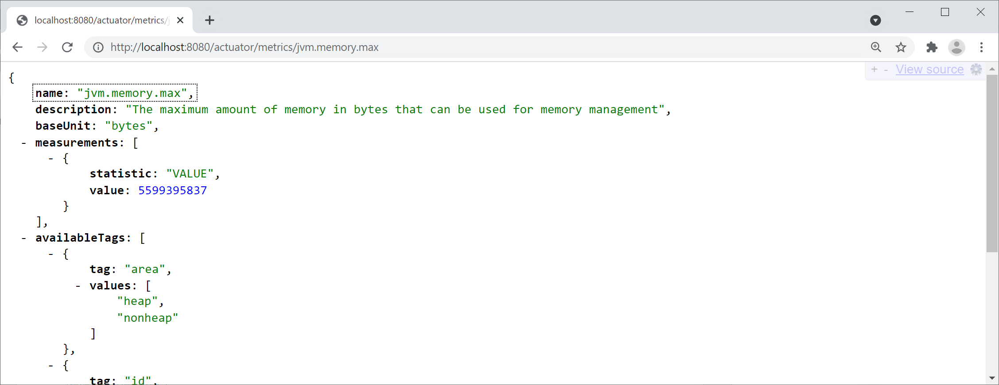 localhost:8080/actuator/metrics/j
http://localhost:8080/actuator/metrics/jvm.memory.max
+ - View source
{
name: "jvm.memory.max",
description: "The maximum amount of memory in bytes that can be used for memory management",
baseUnit: "bytes",
- measurements: [
- {
statistic: "VALUE",
value: 5599395837
}
],
- availableTags: [
- {
tag: "area",
- values: [
"heap",
"nonheap"
]
},
- {
tag: "id",